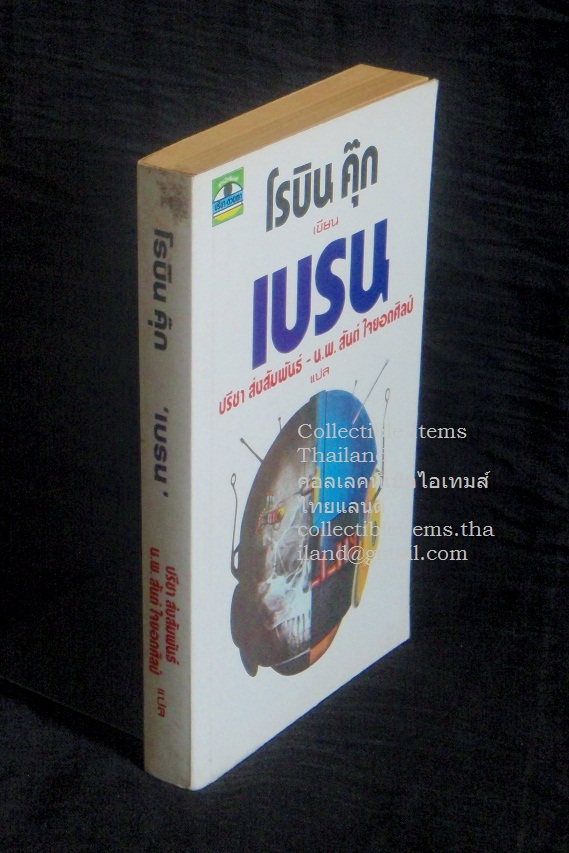 โรบิน คุ๊ก
เขียน
เบรน
ปรีชา ส่งสัมพันธ์ - น.พ. สันต์ ใจยอดศิลป์
แปล
โรบิน คุ๊ก 'เบรน'
ปรีชา ส่งสัมพันธ์
น.พ. สันต์ ใจยอดศิลป์ แปล
Collectible Items
Thailand
คอลเลคทิเบิลไอเทมส์
ไทยแลนด์
collectibleitems.tha
iland@gmail.com